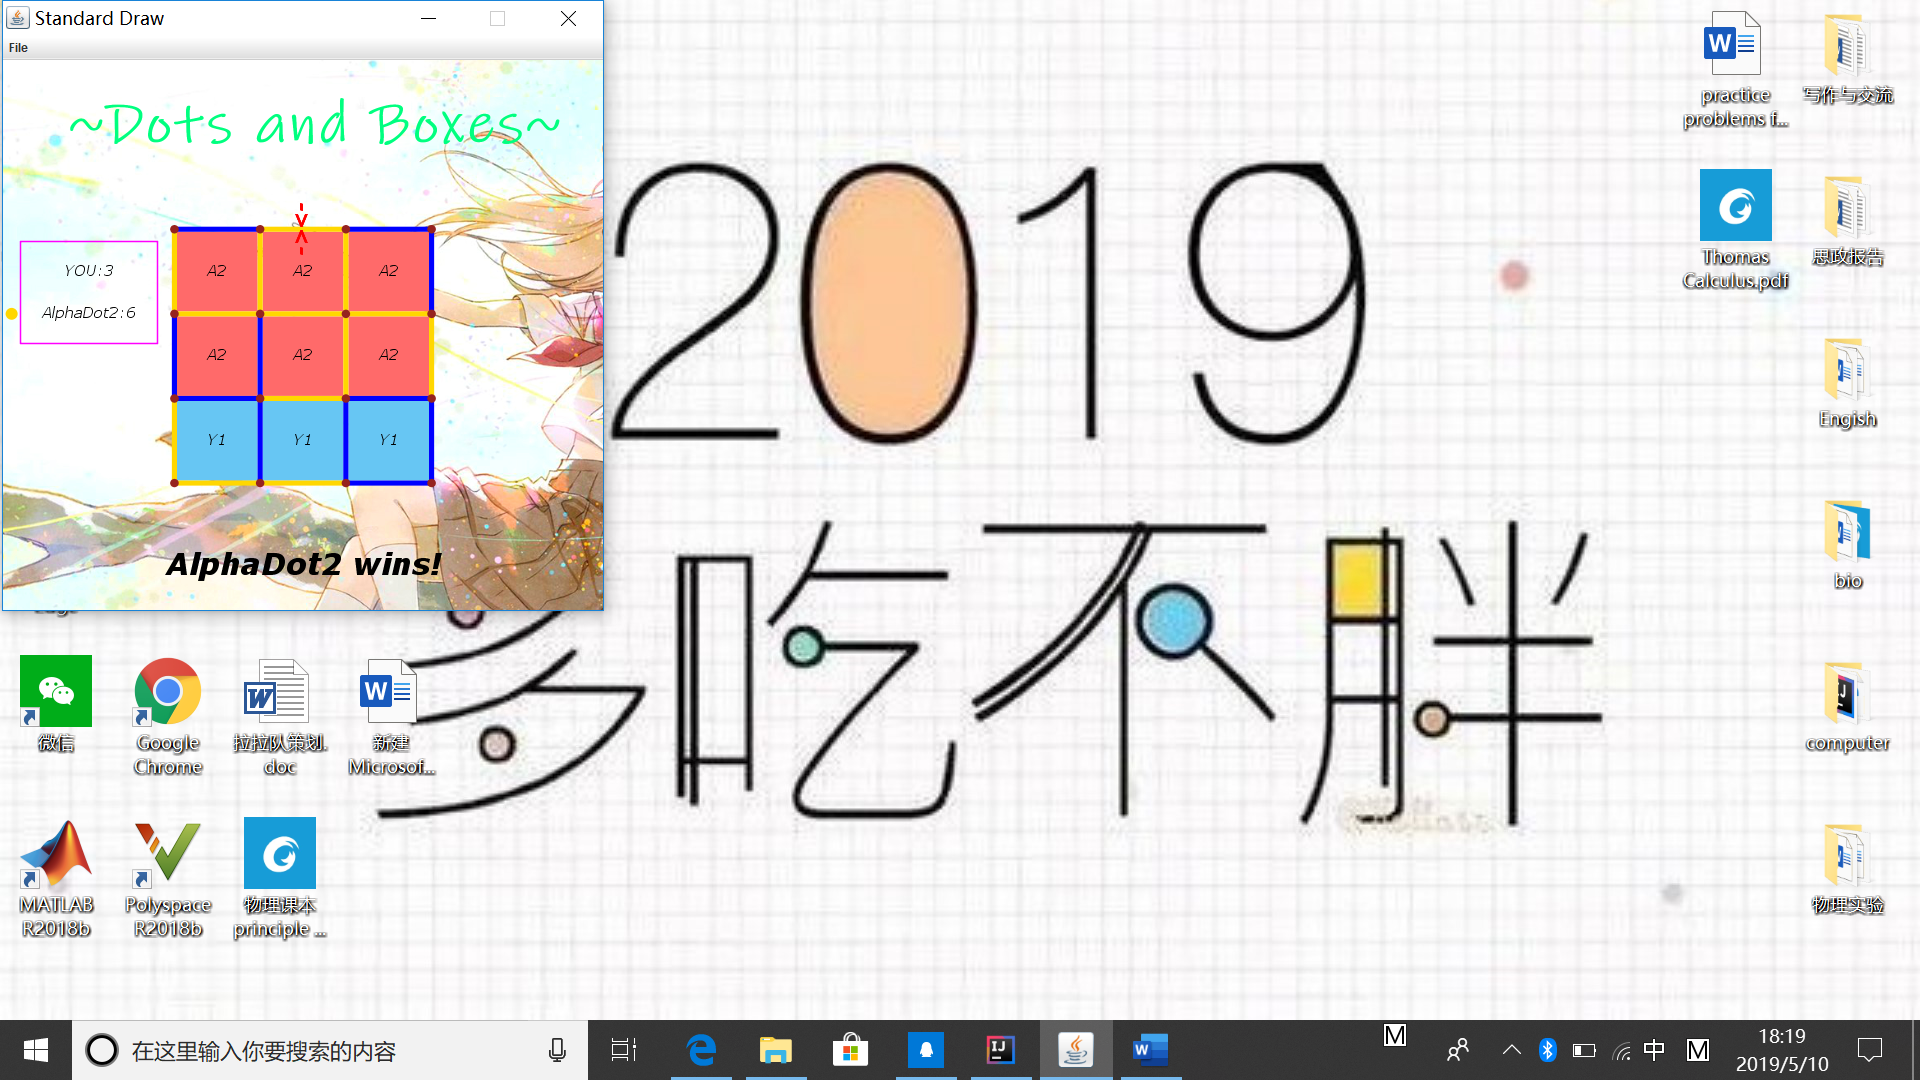 Standard Draw
File
~Dots and Boxes~
YOU:3
AlphaDot2:6
A2 A2 A2
A2 A2 A2
Y1 Y1 Y1
AlphaDot2 wins!
2019
多吃不胖
practice
problems f...
写作与交流
Thomas
Calculus.pdf
思政报告
Engish
bio
computer
物理实验
微信
Google
Chrome
拉拉队策划.
doc
新建
Microsof...
MATLAB
R2018b
Polyspace
R2018b
物理课本
principle ...
在这里输入你要搜索的内容
M
中
M
18:19
2019/5/10